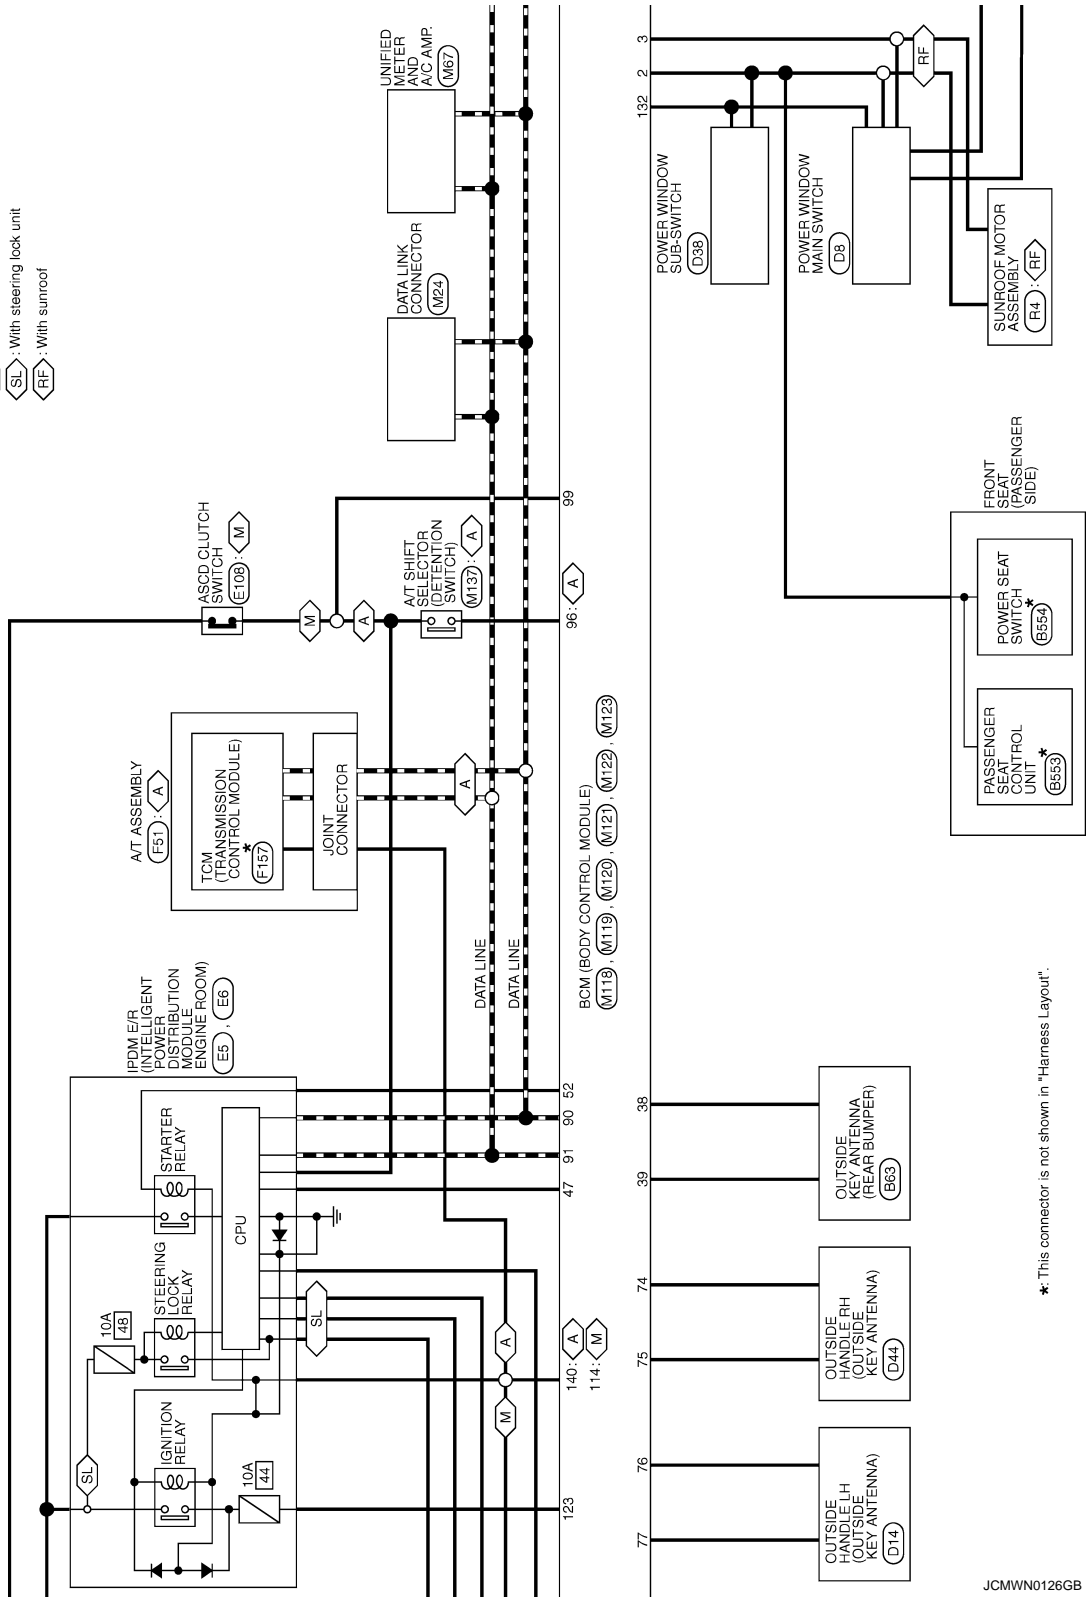 SL : With steering lock unit
RF : With sunroof
UNIFIED
METER
AND
A/C AMP.
M67
DATA LINK
CONNECTOR
M24
99
ASCD CLUTCH
SWITCH
E108 : M
M
A
A/T SHIFT
SELECTOR
(DETENTION
SWITCH)
M137 : A
96 : A
A/T ASSEMBLY
F51 : A
TCM
(TRANSMISSION
CONTROL MODULE)
*
F157
JOINT
CONNECTOR
A
DATA LINE
DATA LINE
IPDM E/R
(INTELLIGENT
POWER
DISTRIBUTION
MODULE
ENGINE ROOM)
E5 , E6
STARTER
RELAY
STEERING
LOCK
RELAY
IGNITION
RELAY
CPU
10A
48
10A
44
SL
SL
A
M
52
90
91
47
140 : A
114 : M
123
BCM (BODY CONTROL MODULE)
M118 , M119 , M120 , M121 , M122 , M123
3
2
132
38
39
74
75
76
77
RF
POWER WINDOW
SUB-SWITCH
D38
POWER WINDOW
MAIN SWITCH
D8
SUNROOF MOTOR
ASSEMBLY
R4 : RF
FRONT
SEAT
(PASSENGER
SIDE)
POWER SEAT
SWITCH
*
B554
PASSENGER
SEAT
CONTROL
UNIT
*
B553
OUTSIDE
KEY ANTENNA
(REAR BUMPER)
B63
OUTSIDE
HANDLE RH
(OUTSIDE
KEY ANTENNA)
D44
OUTSIDE
HANDLE LH
(OUTSIDE
KEY ANTENNA)
D14
*: This connector is not shown in "Harness Layout".
JCMWN0126GB